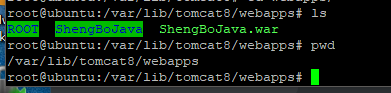 root@ubuntu:/var/lib/tomcat8/webapps# ls
ROOT  ShengBoJava  ShengBoJava.war
root@ubuntu:/var/lib/tomcat8/webapps# pwd
/var/lib/tomcat8/webapps
root@ubuntu:/var/lib/tomcat8/webapps#